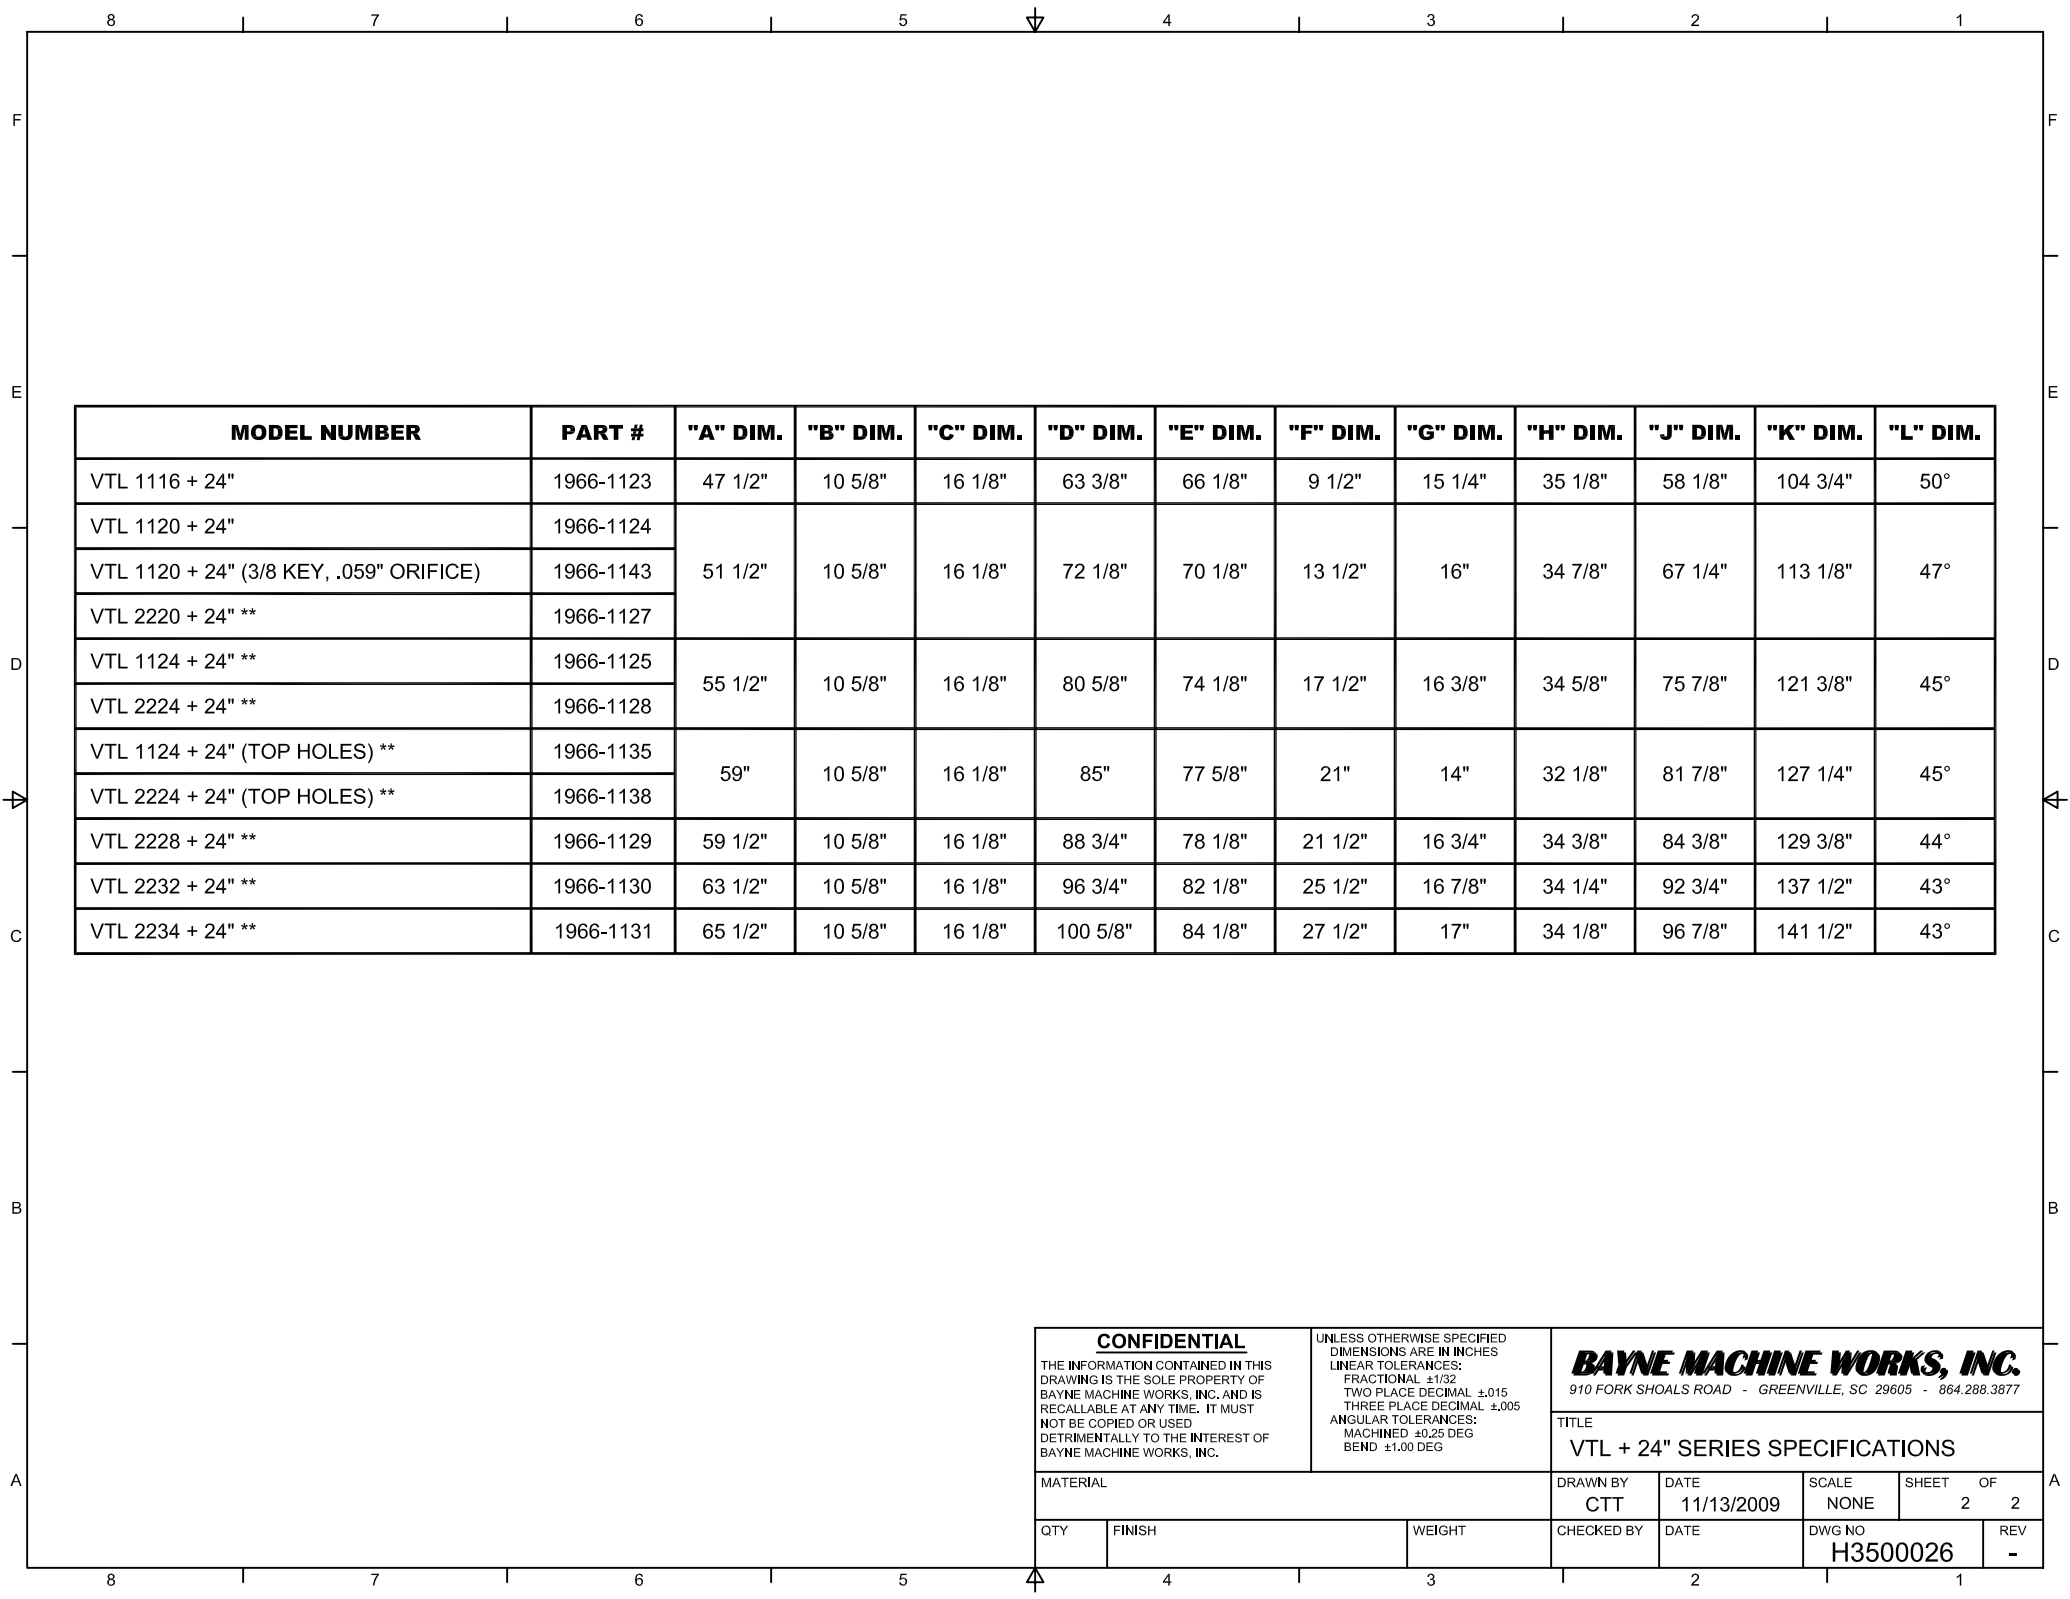 8 7 6 5 4 3 2 1
F F
E E
MODEL NUMBER PART # "A" DIM. "B" DIM. "C" DIM. "D" DIM. "E" DIM. "F" DIM. "G" DIM. "H" DIM. "J" DIM. "K" DIM. "L" DIM.
VTL 1116 + 24" 1966-1123 47 1/2" 10 5/8" 16 1/8" 63 3/8" 66 1/8" 9 1/2" 15 1/4" 35 1/8" 58 1/8" 104 3/4" 50°
VTL 1120 + 24" 1966-1124
VTL 1120 + 24" (3/8 KEY, .059" ORIFICE) 1966-1143 51 1/2" 10 5/8" 16 1/8" 72 1/8" 70 1/8" 13 1/2" 16" 34 7/8" 67 1/4" 113 1/8" 47°
VTL 2220 + 24" ** 1966-1127
D D
VTL 1124 + 24" ** 1966-1125
55 1/2" 10 5/8" 16 1/8" 80 5/8" 74 1/8" 17 1/2" 16 3/8" 34 5/8" 75 7/8" 121 3/8" 45°
VTL 2224 + 24" ** 1966-1128
VTL 1124 + 24" (TOP HOLES) ** 1966-1135
59" 10 5/8" 16 1/8" 85" 77 5/8" 21" 14" 32 1/8" 81 7/8" 127 1/4" 45°
VTL 2224 + 24" (TOP HOLES) ** 1966-1138
VTL 2228 + 24" ** 1966-1129 59 1/2" 10 5/8" 16 1/8" 88 3/4" 78 1/8" 21 1/2" 16 3/4" 34 3/8" 84 3/8" 129 3/8" 44°
VTL 2232 + 24" ** 1966-1130 63 1/2" 10 5/8" 16 1/8" 96 3/4" 82 1/8" 25 1/2" 16 7/8" 34 1/4" 92 3/4" 137 1/2" 43°
VTL 2234 + 24" ** 1966-1131 65 1/2" 10 5/8" 16 1/8" 100 5/8" 84 1/8" 27 1/2" 17" 34 1/8" 96 7/8" 141 1/2" 43°
C C
B B
CONFIDENTIAL
THE INFORMATION CONTAINED IN THIS
DRAWING IS THE SOLE PROPERTY OF
BAYNE MACHINE WORKS, INC. AND IS
RECALLABLE AT ANY TIME. IT MUST
NOT BE COPIED OR USED
DETRIMENTALLY TO THE INTEREST OF
BAYNE MACHINE WORKS, INC.
UNLESS OTHERWISE SPECIFIED
DIMENSIONS ARE IN INCHES
LINEAR TOLERANCES:
FRACTIONAL ±1/32
TWO PLACE DECIMAL ±.015
THREE PLACE DECIMAL ±.005
ANGULAR TOLERANCES:
MACHINED ±0.25 DEG
BEND ±1.00 DEG
BAYNE MACHINE WORKS, INC.
910 FORK SHOALS ROAD - GREENVILLE, SC 29605 - 864.288.3877
TITLE
VTL + 24" SERIES SPECIFICATIONS
A A
MATERIAL
DRAWN BY DATE SCALE SHEET OF
CTT 11/13/2009 NONE 2 2
QTY FINISH WEIGHT CHECKED BY DATE DWG NO REV
H3500026 -
8 7 6 5 4 3 2 1